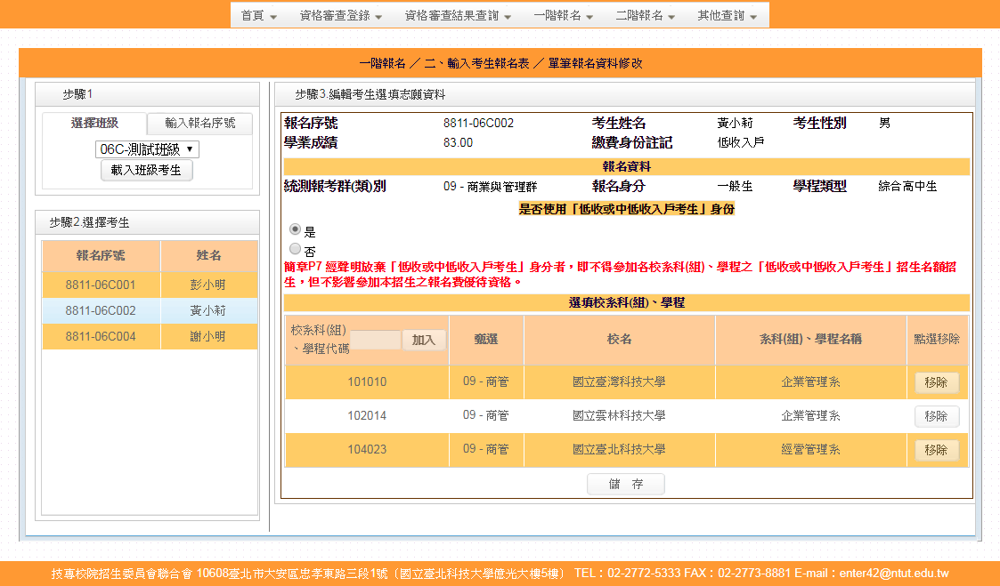 首頁 資格審查登錄 資格審查結果查詢 一階報名 二階報名 其他查詢
一階報名 ／ 二、輸入考生報名表 ／ 單筆報名資料修改
步驟1
選擇班級 輸入報名序號
06C-測試班級
載入班級考生
步驟2.選擇考生
報名序號 姓名
8811-06C001 彭小明
8811-06C002 黃小莉
8811-06C004 謝小明
步驟3.編輯考生選填志願資料
報名序號 8811-06C002 考生姓名 黃小莉 考生性別 男
學業成績 83.00 繳費身份註記 低收入戶
報名資料
統測報考群(類)別 09 - 商業與管理群 報名身分 一般生 學程類型 綜合高中生
是否使用「低收或中低收入戶考生」身份
是
否
簡章P7 經聲明放棄「低收或中低收入戶考生」身分者，即不得參加各校系科(組)、學程之「低收或中低收入戶考生」招生名額招
生，但不影響參加本招生之報名費優待資格。
選填校系科(組)、學程
校系科(組)
、學程代碼 加入 甄選 校名 系科(組)、學程名稱 點選移除
101010 09 - 商管 國立臺灣科技大學 企業管理系 移除
102014 09 - 商管 國立雲林科技大學 企業管理系 移除
104023 09 - 商管 國立臺北科技大學 經營管理系 移除
儲 存
技專校院招生委員會聯合會 10608臺北市大安區忠孝東路三段1號（國立臺北科技大學億光大樓5樓） TEL：02-2772-5333 FAX：02-2773-8881 E-mail：enter42@ntut.edu.tw